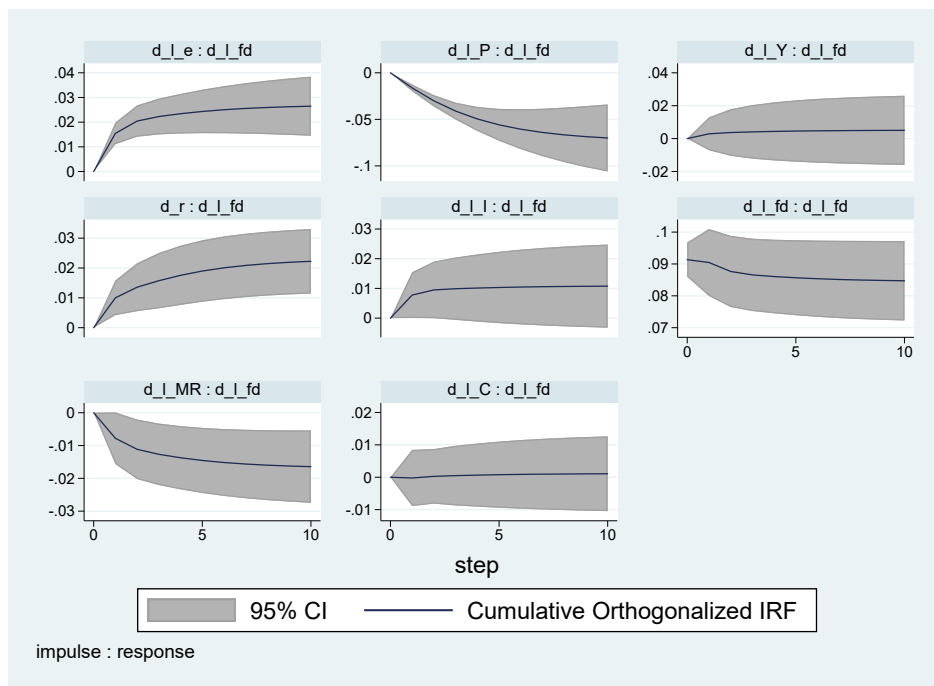 d_l_e : d_l_fd
d_l_P : d_l_fd
d_l_Y : d_l_fd
.04
.03
.02
.01
0
0
-.05
-.1
.04
.02
0
-.02
d_r : d_l_fd
d_l_I : d_l_fd
d_l_fd : d_l_fd
.03
.02
.01
0
.03
.02
.01
0
.1
.09
.08
.07
0 5 10
d_l_MR : d_l_fd
d_l_C : d_l_fd
0
-.01
-.02
-.03
.02
.01
0
-.01
0 5 10
0 5 10
step
95% CI
Cumulative Orthogonalized IRF
impulse : response